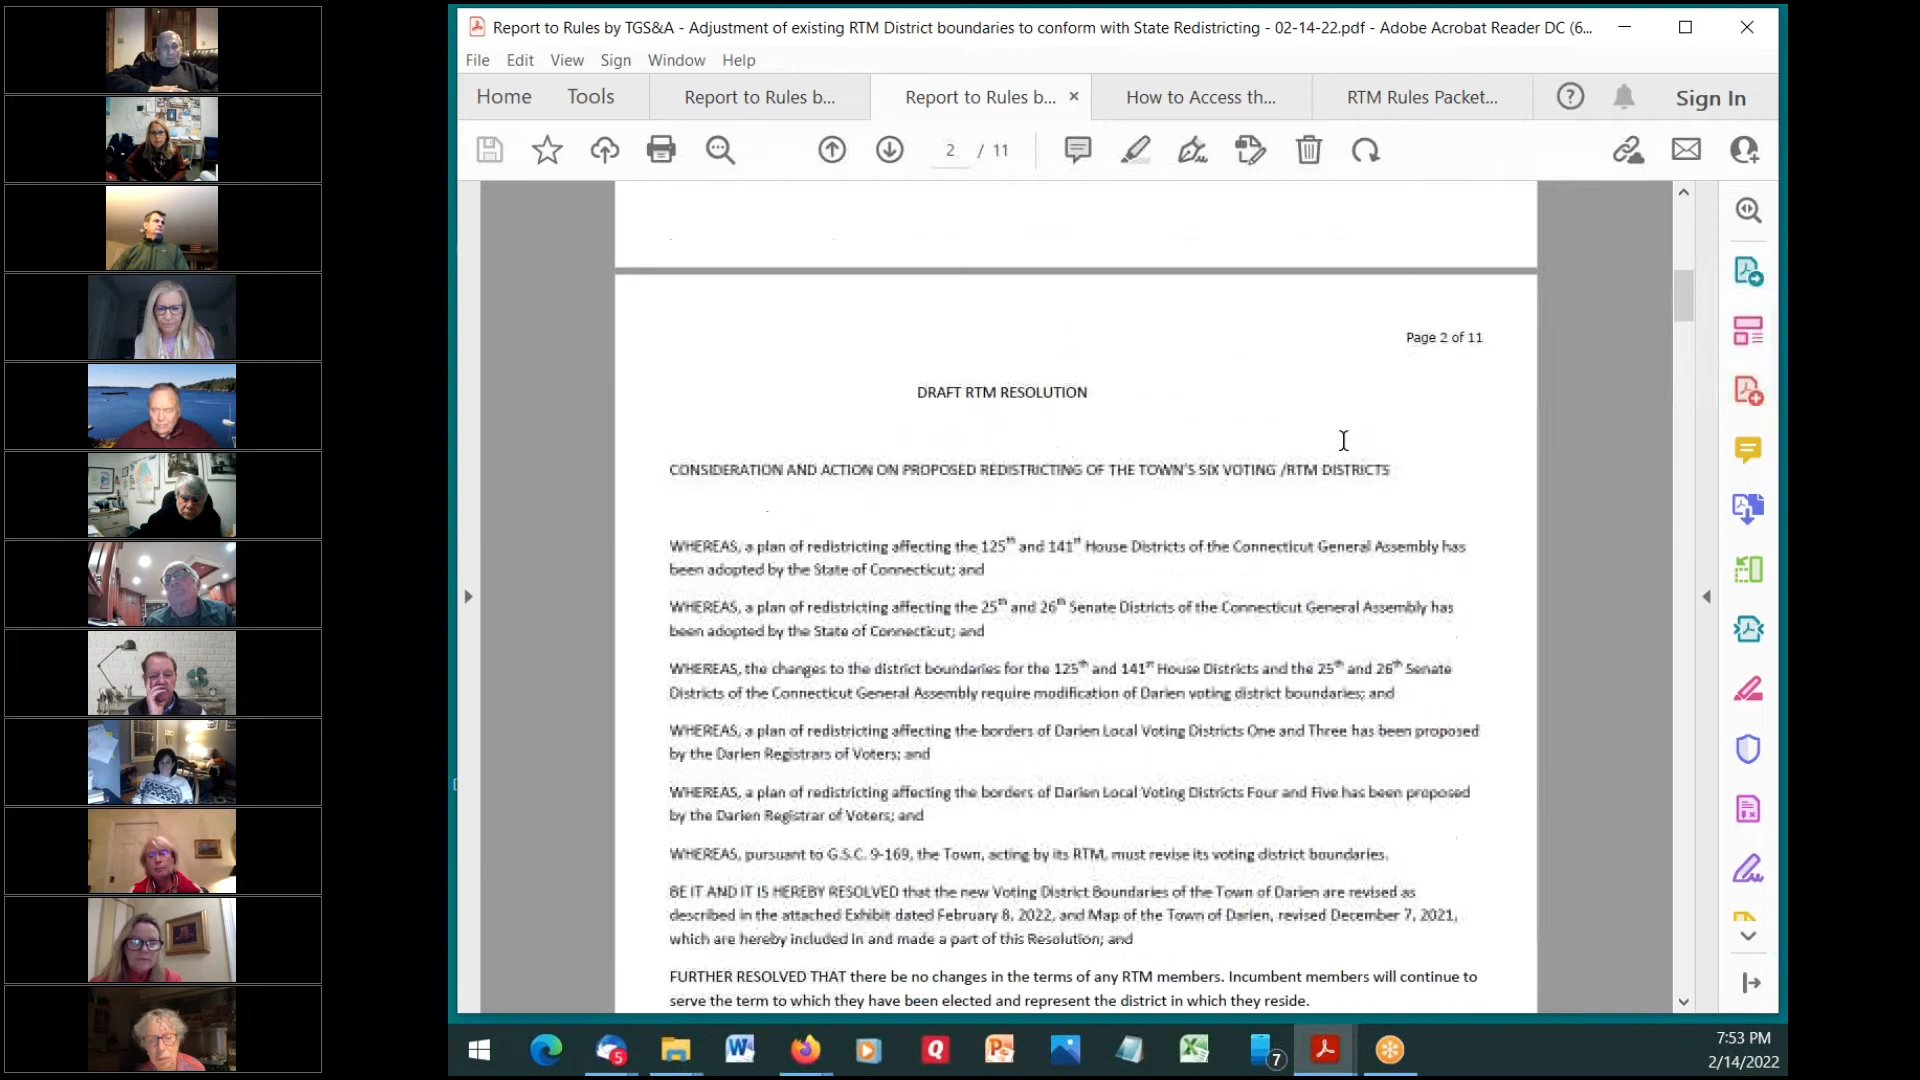 Report to Rules by TGS&A - Adjustment of existing RTM District boundaries to conform with State Redistricting - 02-14-22.pdf - Adobe Acrobat Reader DC (6...
File Edit View Sign Window Help
Home Tools Report to Rules b... Report to Rules b... How to Access th... RTM Rules Packet... Sign In
2 / 11
Page 2 of 11
DRAFT RTM RESOLUTION
CONSIDERATION AND ACTION ON PROPOSED REDISTRICTING OF THE TOWN'S SIX VOTING /RTM DISTRICTS
WHEREAS, a plan of redistricting affecting the 125th and 141st House Districts of the Connecticut General Assembly has
been adopted by the State of Connecticut; and
WHEREAS, a plan of redistricting affecting the 25th and 26th Senate Districts of the Connecticut General Assembly has
been adopted by the State of Connecticut; and
WHEREAS, the changes to the district boundaries for the 125th and 141st House Districts and the 25th and 26th Senate
Districts of the Connecticut General Assembly require modification of Darien voting district boundaries; and
WHEREAS, a plan of redistricting affecting the borders of Darien Local Voting Districts One and Three has been proposed
by the Darien Registrars of Voters; and
WHEREAS, a plan of redistricting affecting the borders of Darien Local Voting Districts Four and Five has been proposed
by the Darien Registrar of Voters; and
WHEREAS, pursuant to G.S.C. 9-169, the Town, acting by its RTM, must revise its voting district boundaries.
BE IT AND IT IS HEREBY RESOLVED that the new Voting District Boundaries of the Town of Darien are revised as
described in the attached Exhibit dated February 8, 2022, and Map of the Town of Darien, revised December 7, 2021,
which are hereby included in and made a part of this Resolution; and
FURTHER RESOLVED THAT there be no changes in the terms of any RTM members. Incumbent members will continue to
serve the term to which they have been elected and represent the district in which they reside.
5
7
7:53 PM
2/14/2022